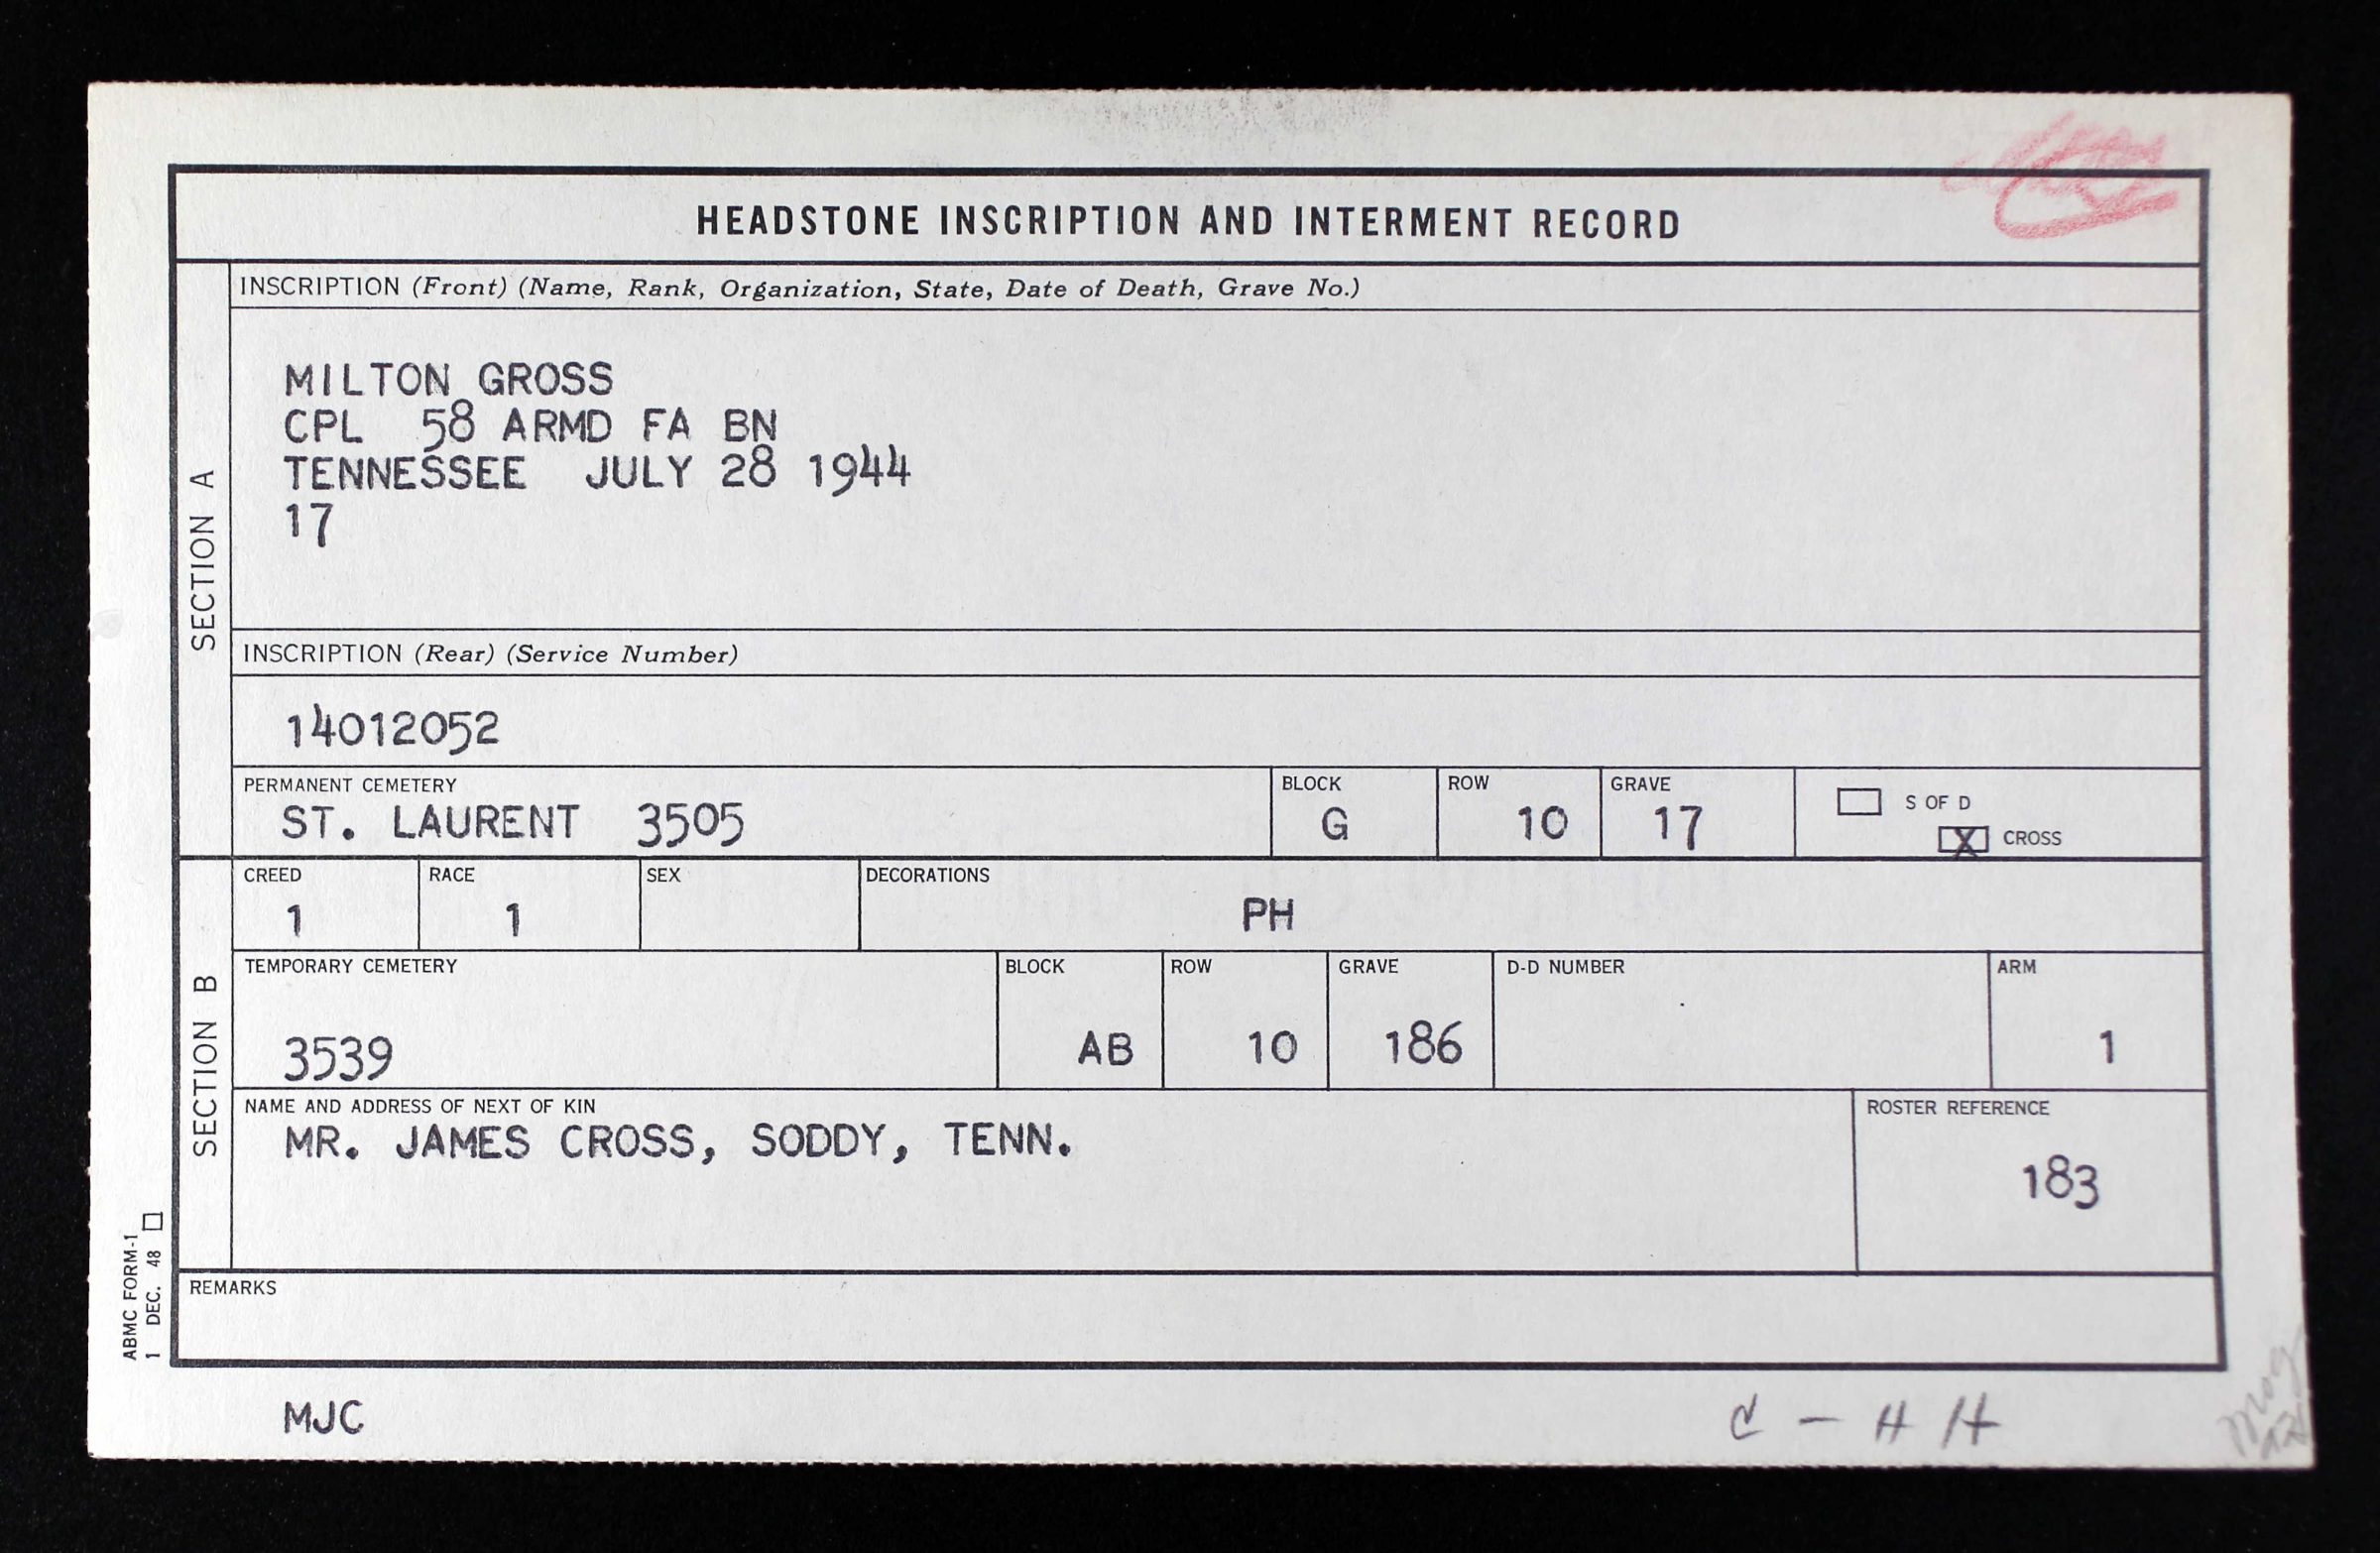 HEADSTONE INSCRIPTION AND INTERMENT RECORD
SECTION A
INSCRIPTION (Front) (Name, Rank, Organization, State, Date of Death, Grave No.)
MILTON GROSS
CPL 58 ARMD FA BN
TENNESSEE JULY 28 1944
17
INSCRIPTION (Rear) (Service Number)
14012052
PERMANENT CEMETERY
ST. LAURENT 3505
BLOCK
G
ROW
10
GRAVE
17
S OF D
X CROSS
SECTION B
CREED
1
RACE
1
SEX
DECORATIONS
PH
TEMPORARY CEMETERY
3539
BLOCK
AB
ROW
10
GRAVE
186
D-D NUMBER
ARM
1
NAME AND ADDRESS OF NEXT OF KIN
MR. JAMES CROSS, SODDY, TENN.
ROSTER REFERENCE
183
REMARKS
ABMC FORM-1
1 DEC. 48
MJC
C - H H